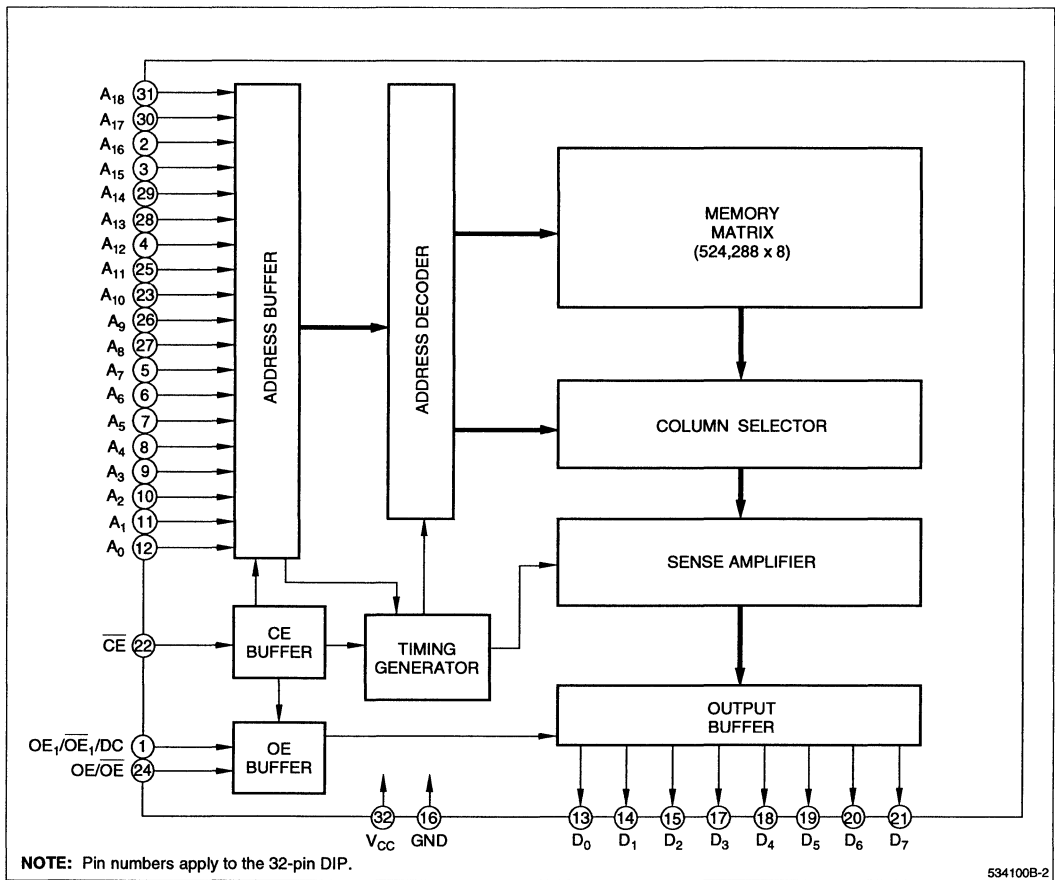 A18 31
A17 30
A16 2
A15 3
A14 29
A13 28
A12 4
A11 25
A10 23
A9 26
A8 27
A7 5
A6 6
A5 7
A4 8
A3 9
A2 10
A1 11
A0 12
ADDRESS BUFFER
ADDRESS DECODER
MEMORY
MATRIX
(524,288 x 8)
COLUMN SELECTOR
SENSE AMPLIFIER
C̅E̅ 22
CE
BUFFER
TIMING
GENERATOR
OUTPUT
BUFFER
OE1/O̅E̅1/DC 1
OE/O̅E̅ 24
OE
BUFFER
32 16 13 14 15 17 18 19 20 21
VCC GND D0 D1 D2 D3 D4 D5 D6 D7
NOTE: Pin numbers apply to the 32-pin DIP.
534100B-2